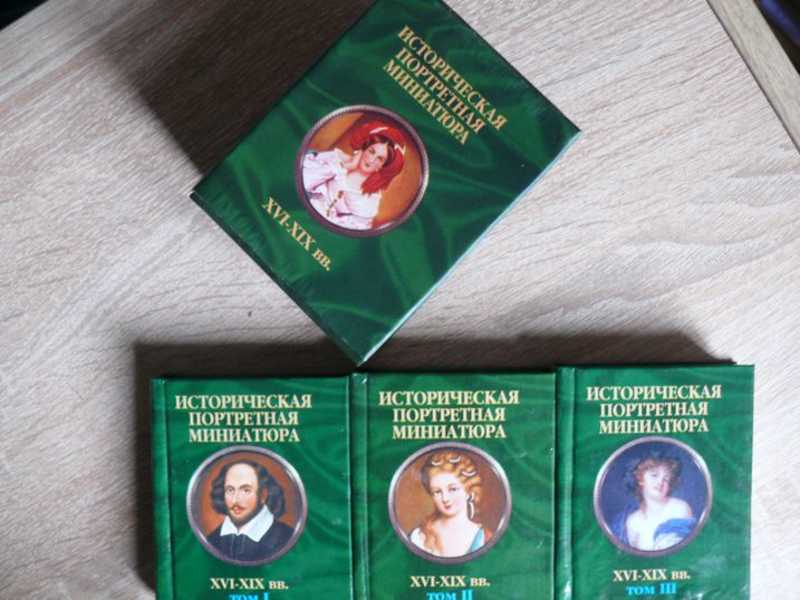 ИСТОРИЧЕСКАЯ
ПОРТРЕТНАЯ
МИНИАТЮРА
XVI-XIX вв.
ИСТОРИЧЕСКАЯ
ПОРТРЕТНАЯ
МИНИАТЮРА
XVI-XIX вв.
ТОМ I
ИСТОРИЧЕСКАЯ
ПОРТРЕТНАЯ
МИНИАТЮРА
XVI-XIX вв.
ТОМ II
ИСТОРИЧЕСКАЯ
ПОРТРЕТНАЯ
МИНИАТЮРА
XVI-XIX вв.
ТОМ III